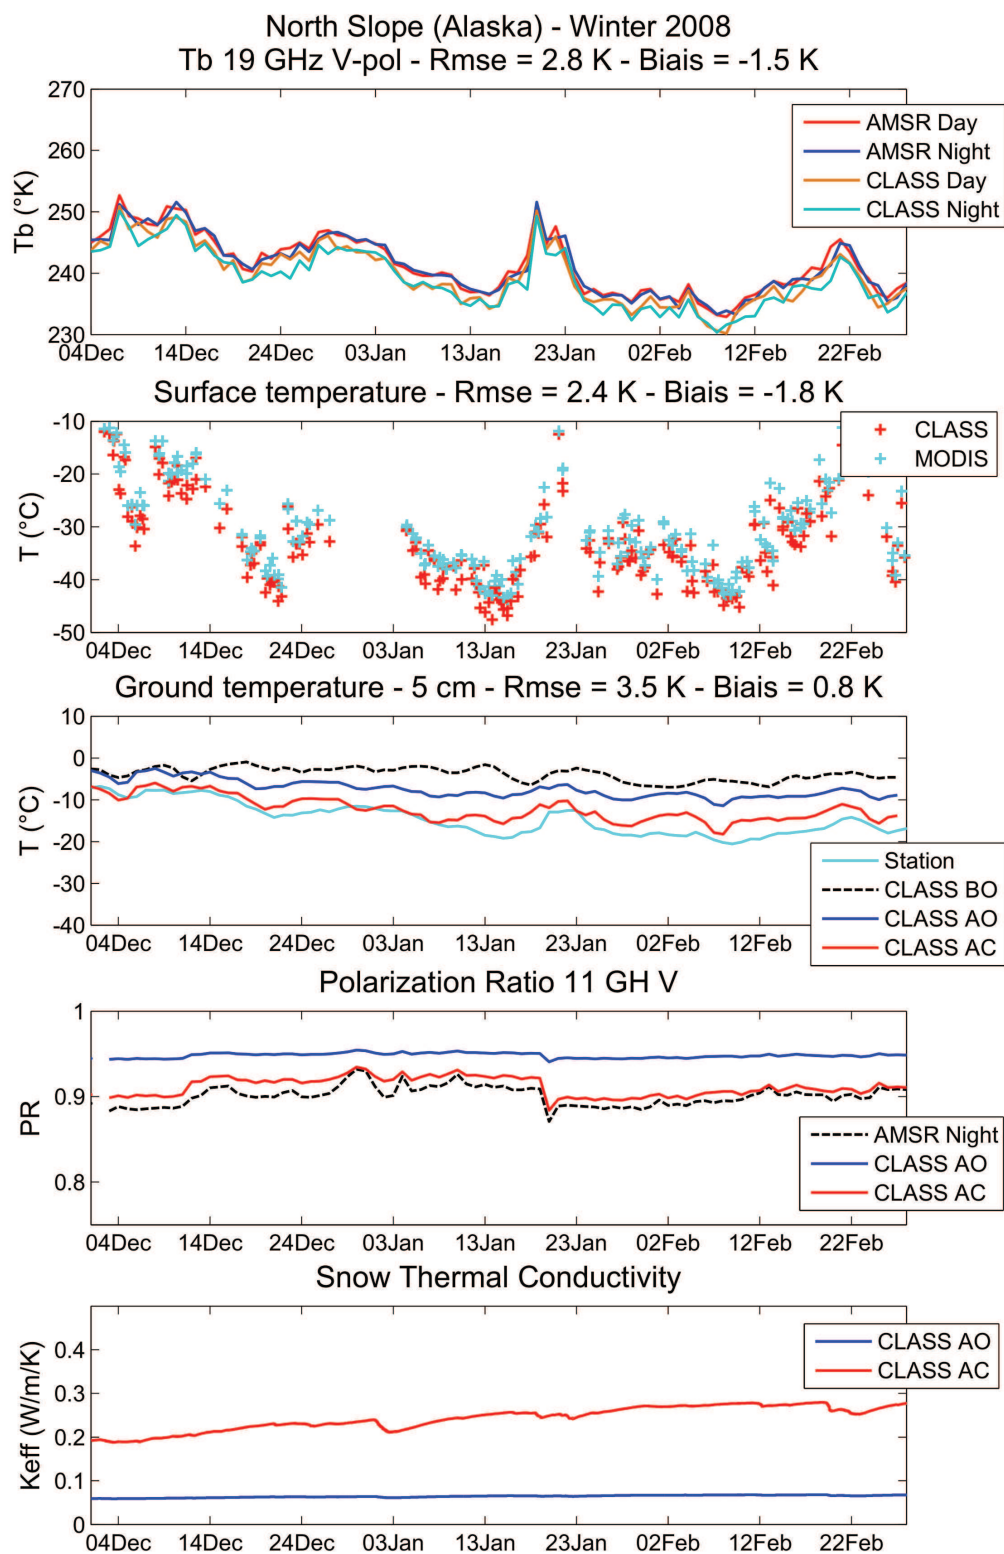 North Slope (Alaska) - Winter 2008
Tb 19 GHz V-pol - Rmse = 2.8 K - Biais = -1.5 K
270
260
250
240
230
Tb (°K)
AMSR Day
AMSR Night
CLASS Day
CLASS Night
04Dec 14Dec 24Dec 03Jan 13Jan 23Jan 02Feb 12Feb 22Feb
Surface temperature - Rmse = 2.4 K - Biais = -1.8 K
-10
-20
-30
-40
-50
T (°C)
CLASS
MODIS
04Dec 14Dec 24Dec 03Jan 13Jan 23Jan 02Feb 12Feb 22Feb
Ground temperature - 5 cm - Rmse = 3.5 K - Biais = 0.8 K
10
0
-10
-20
-30
-40
T (°C)
Station
CLASS BO
CLASS AO
CLASS AC
04Dec 14Dec 24Dec 03Jan 13Jan 23Jan 02Feb 12Feb 22Feb
Polarization Ratio 11 GH V
1
0.9
0.8
PR
AMSR Night
CLASS AO
CLASS AC
04Dec 14Dec 24Dec 03Jan 13Jan 23Jan 02Feb 12Feb 22Feb
Snow Thermal Conductivity
0.4
0.3
0.2
0.1
0
Keff (W/m/K)
CLASS AO
CLASS AC
04Dec 14Dec 24Dec 03Jan 13Jan 23Jan 02Feb 12Feb 22Feb